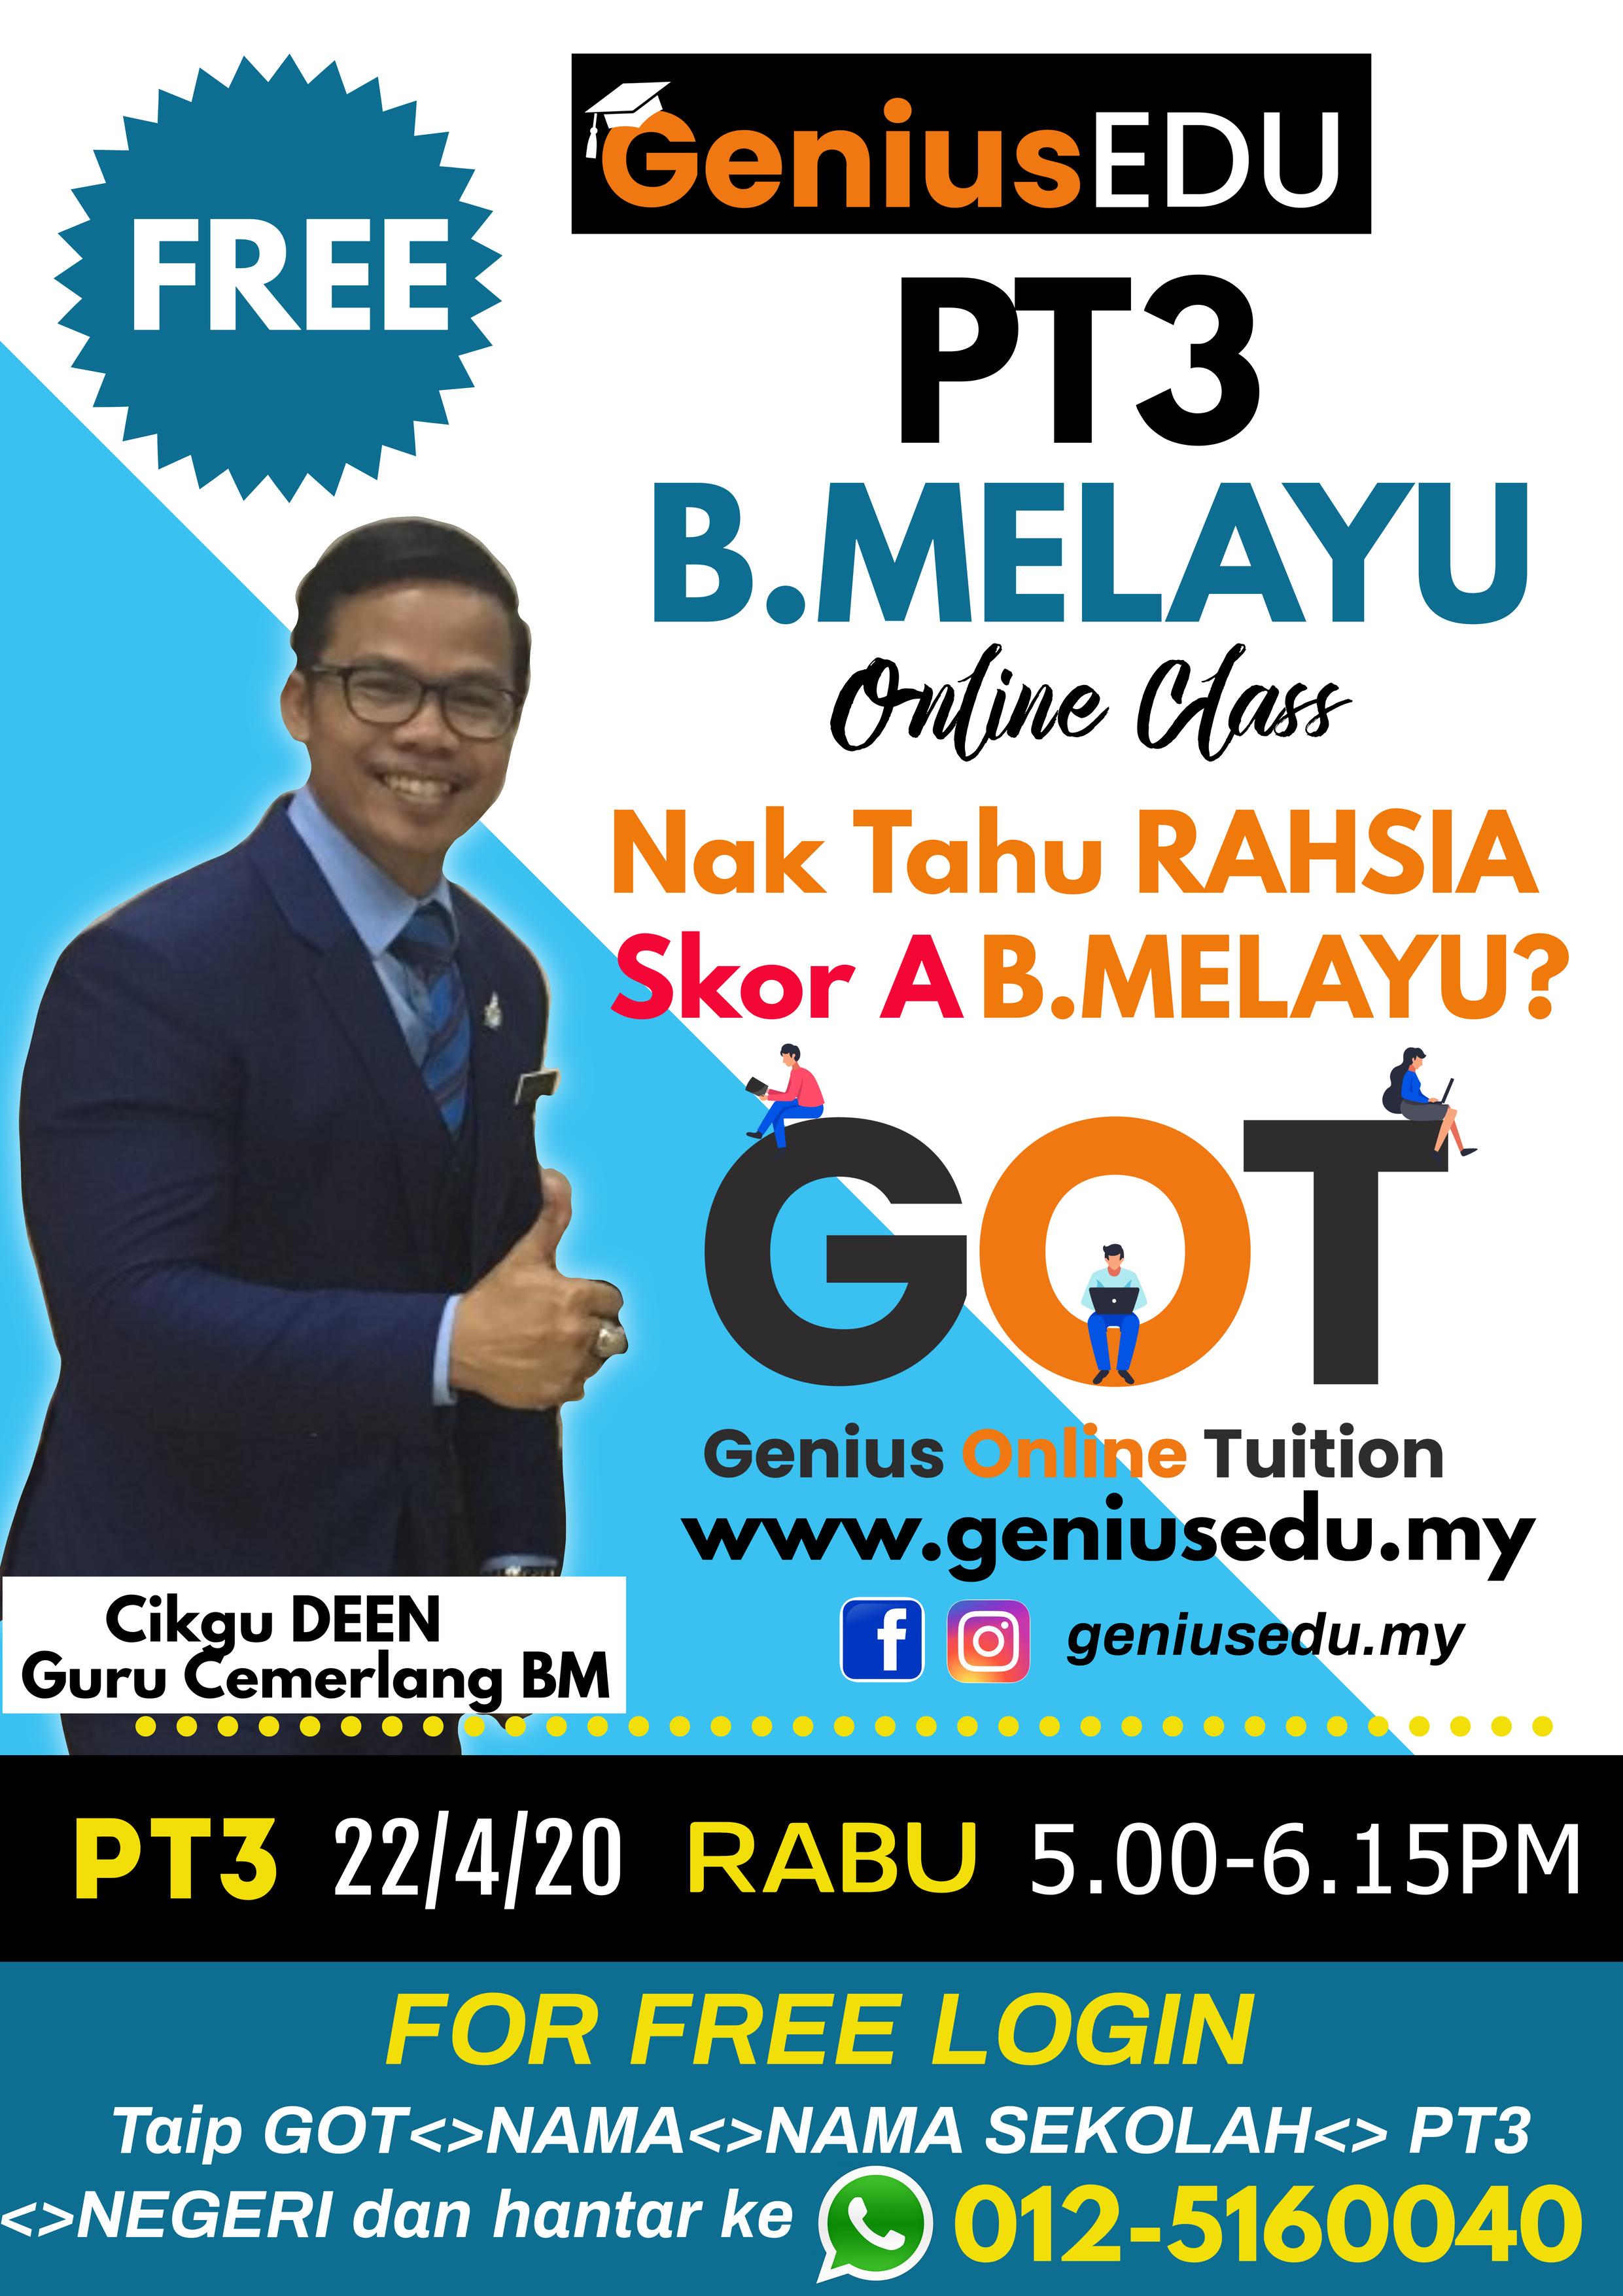 FREE
GeniusEDU
PT3
B.MELAYU
Online Class
Nak Tahu RAHSIA
Skor A B.MELAYU?
GOT
Genius Online Tuition
www.geniusedu.my
geniusedu.my
Cikgu DEEN
Guru Cemerlang BM
PT3 22/4/20 RABU 5.00-6.15PM
FOR FREE LOGIN
Taip GOT<>NAMA<>NAMA SEKOLAH<> PT3
<>NEGERI dan hantar ke 012-5160040